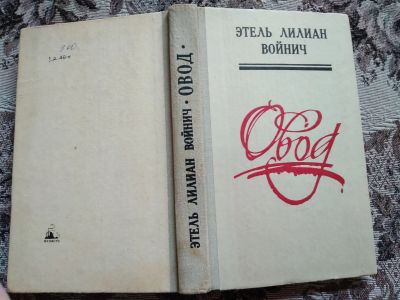 ЭТЕЛЬ ЛИЛИАН
ВОЙНИЧ
Овод
ЭТЕЛЬ ЛИЛИАН ВОЙНИЧ • ОВОД •